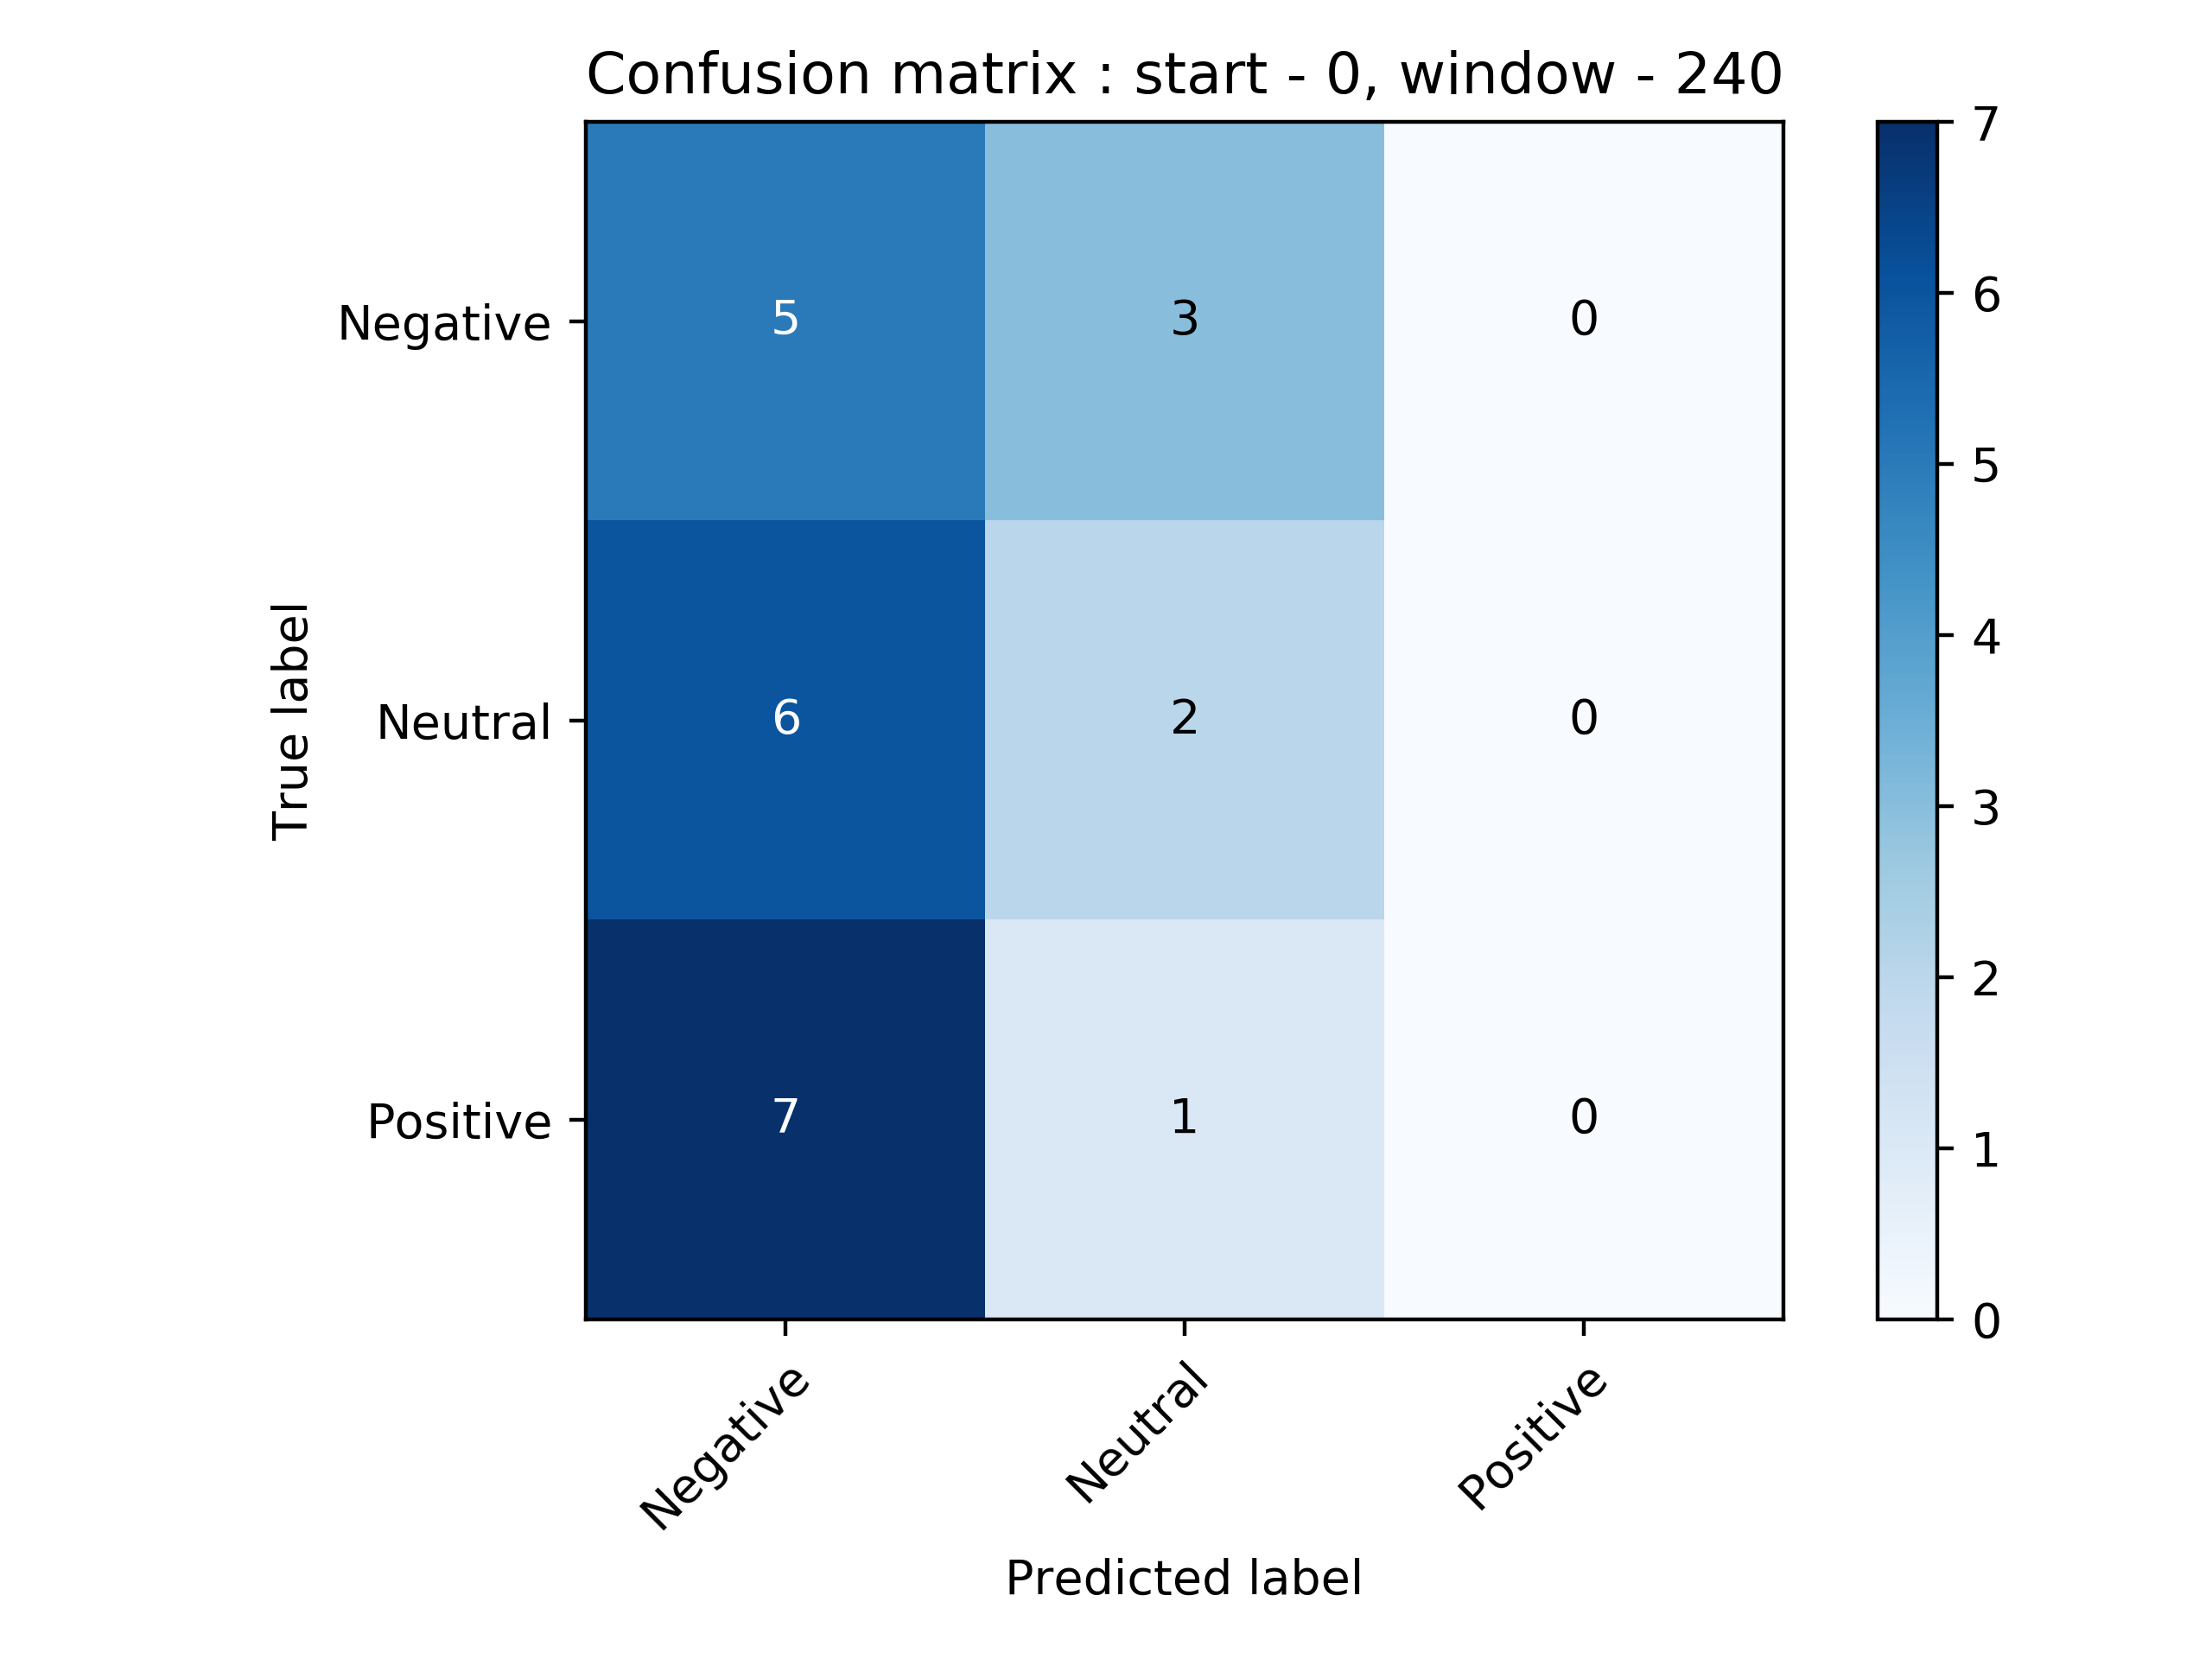 Confusion matrix : start - 0, window - 240
Negative 5 3 0
Neutral 6 2 0
Positive 7 1 0
True label
Negative Neutral Positive
Predicted label
7
6
5
4
3
2
1
0